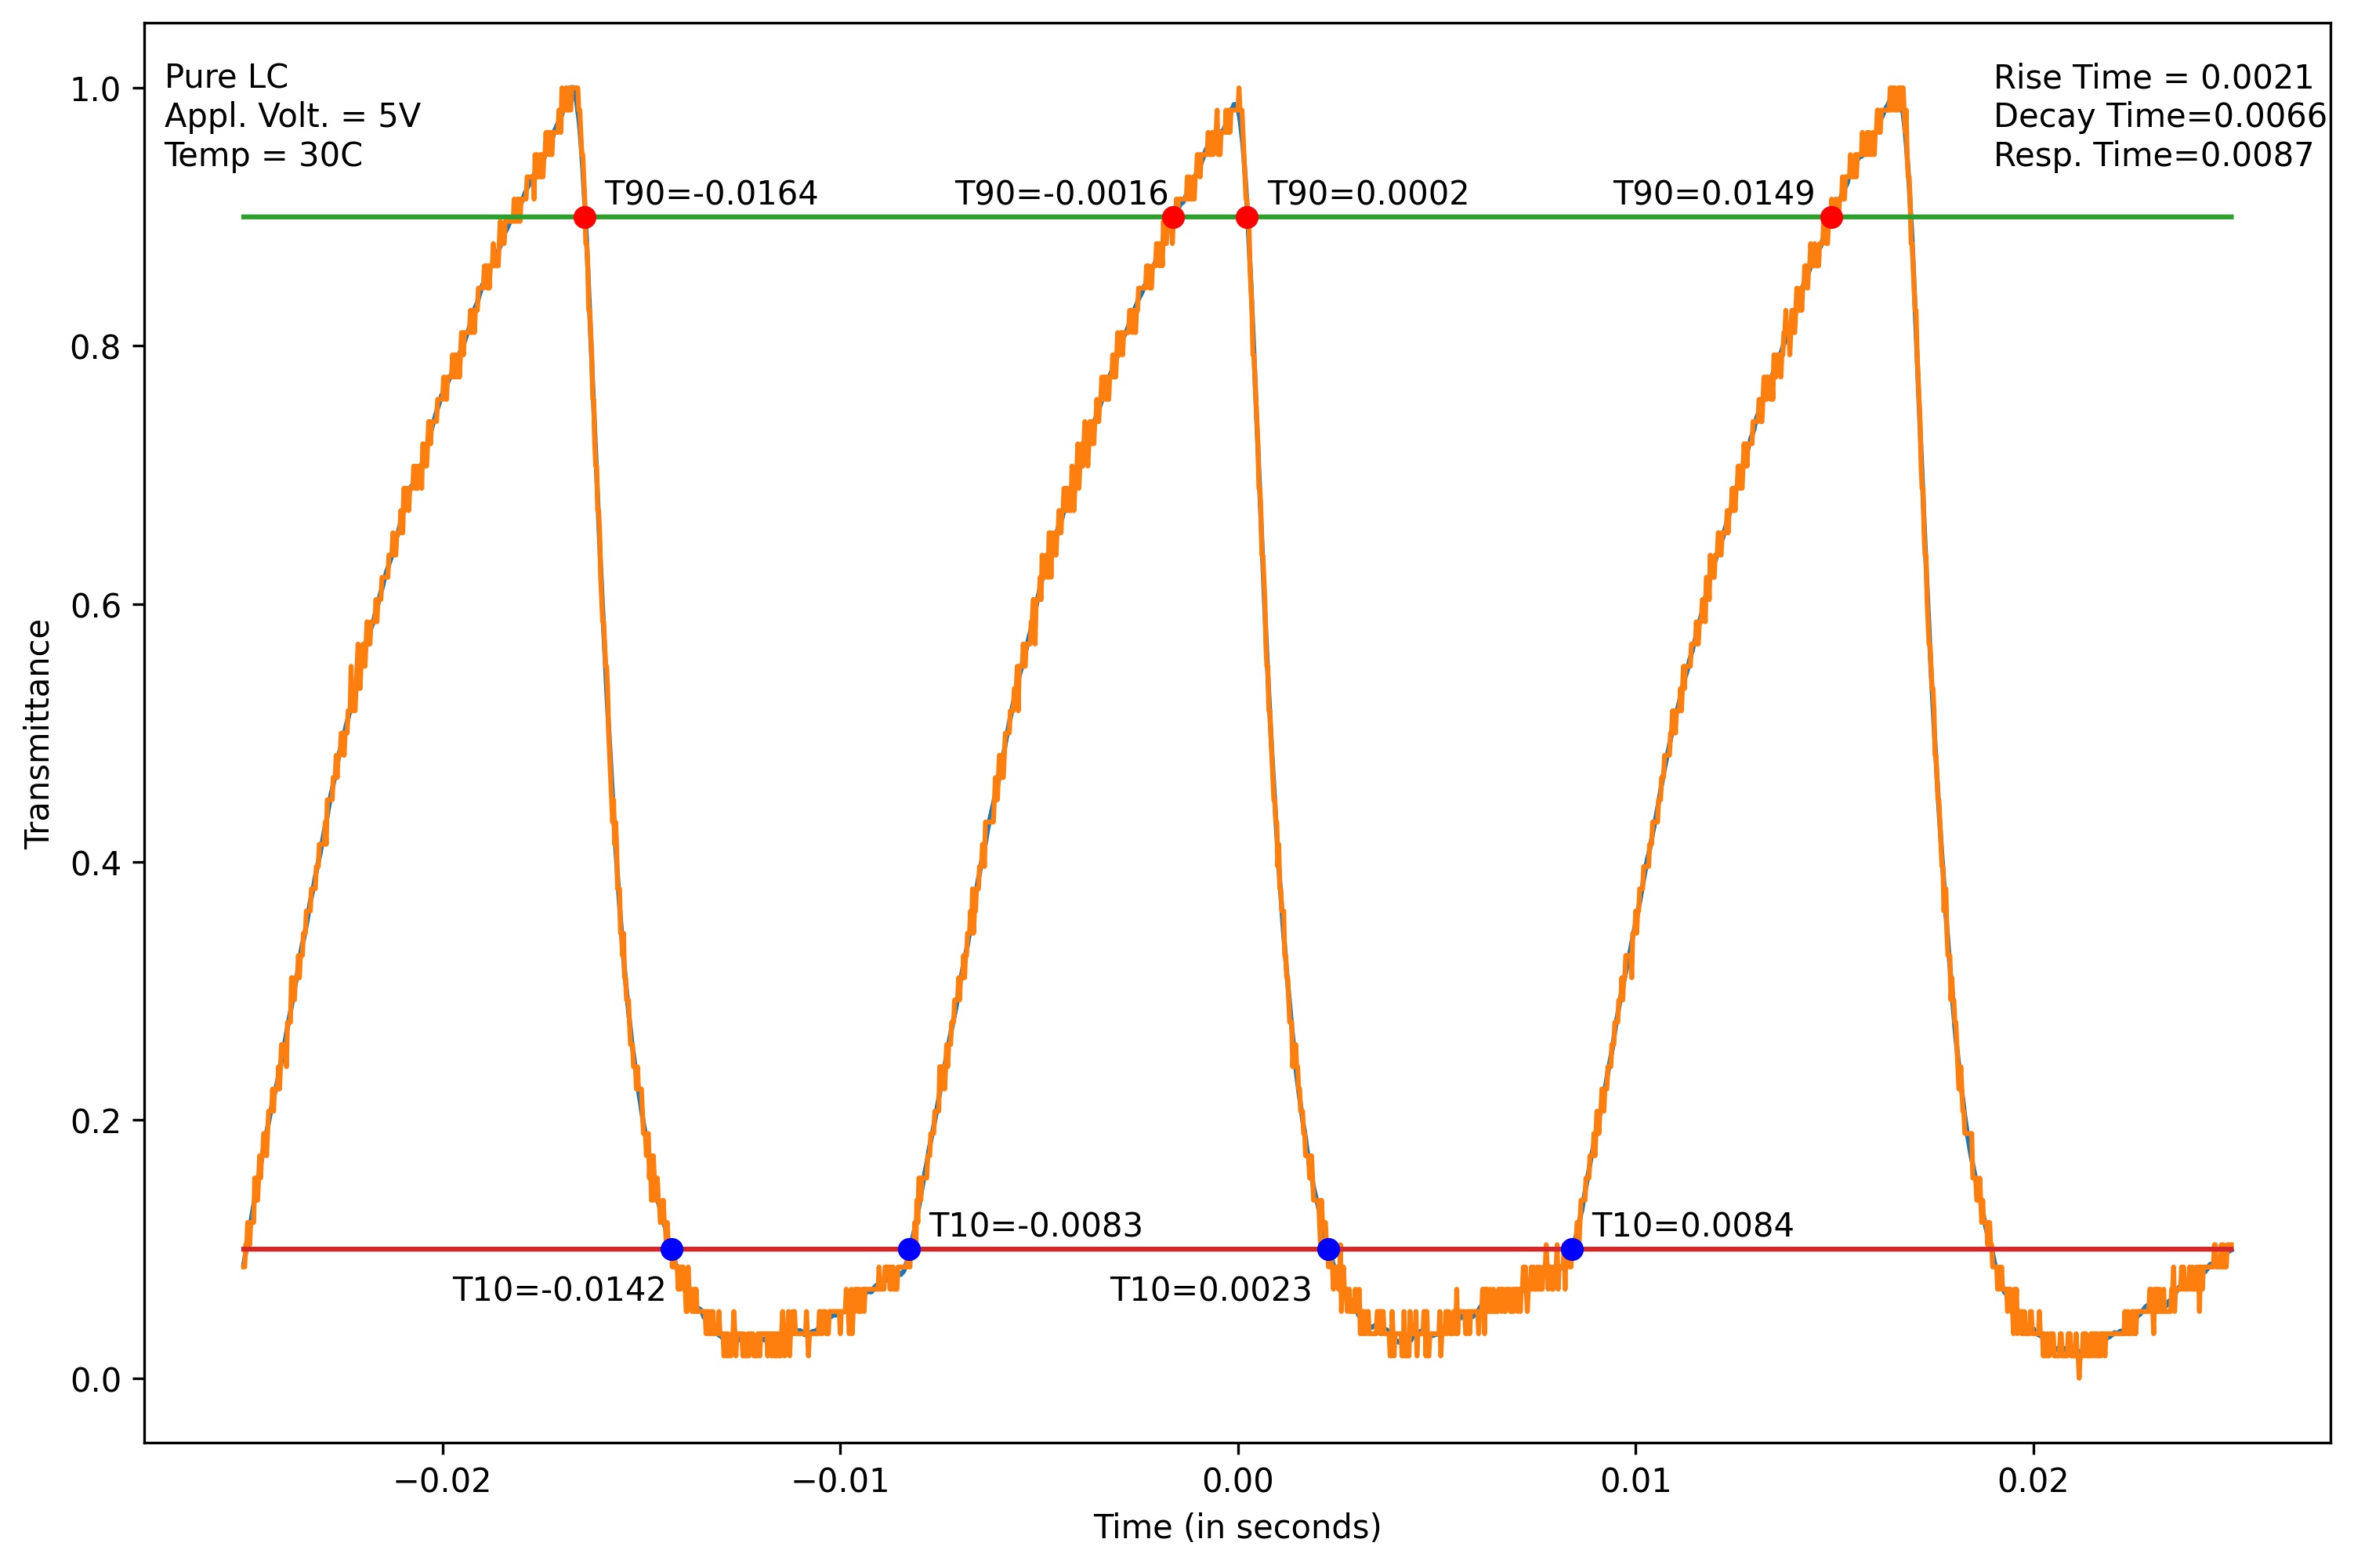 Pure LC
Appl. Volt. = 5V
Temp = 30C
Rise Time = 0.0021
Decay Time=0.0066
Resp. Time=0.0087
T90=-0.0164
T90=-0.0016
T90=0.0002
T90=0.0149
T10=-0.0142
T10=-0.0083
T10=0.0023
T10=0.0084
Transmittance
1.0
0.8
0.6
0.4
0.2
0.0
−0.02
−0.01
0.00
0.01
0.02
Time (in seconds)